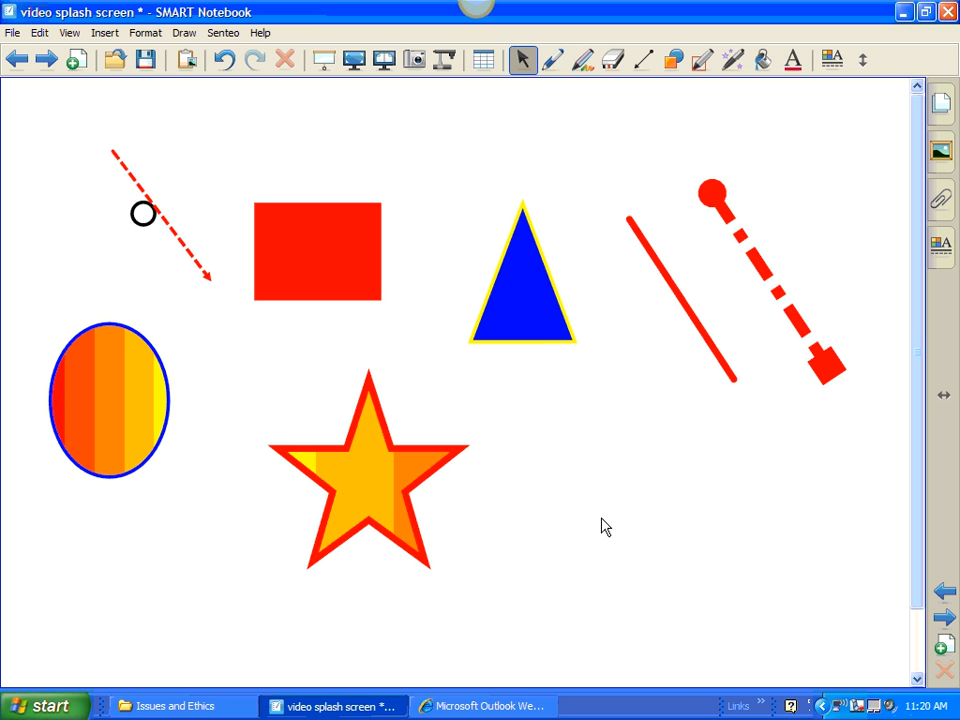 video splash screen * - SMART Notebook
File Edit View Insert Format Draw Senteo Help
start
Issues and Ethics
video splash screen *...
Microsoft Outlook We...
Links
11:20 AM